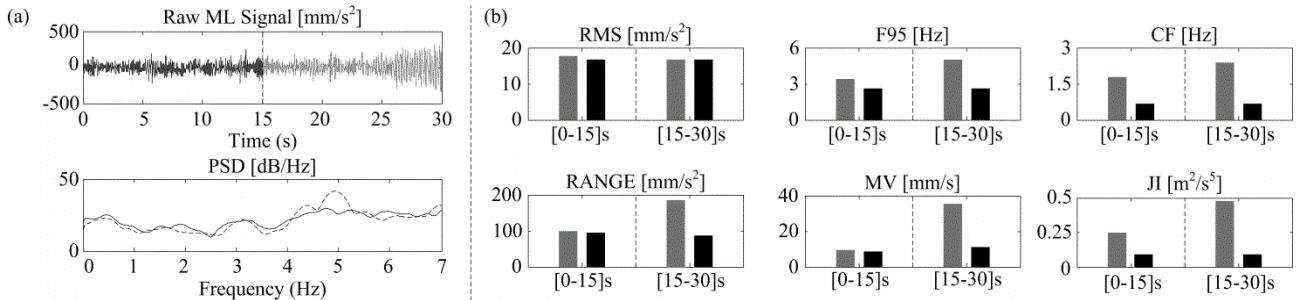 (a)
Raw ML Signal [mm/s²]
500
0
-500
0 5 10 15 20 25 30
Time (s)
PSD [dB/Hz]
50
0
0 1 2 3 4 5 6 7
Frequency (Hz)
(b)
RMS [mm/s²]
20
10
0
[0-15]s [15-30]s
F95 [Hz]
6
3
0
[0-15]s [15-30]s
CF [Hz]
3
1.5
0
[0-15]s [15-30]s
RANGE [mm/s²]
200
100
0
[0-15]s [15-30]s
MV [mm/s]
40
20
0
[0-15]s [15-30]s
JI [m²/s⁵]
0.5
0.25
0
[0-15]s [15-30]s